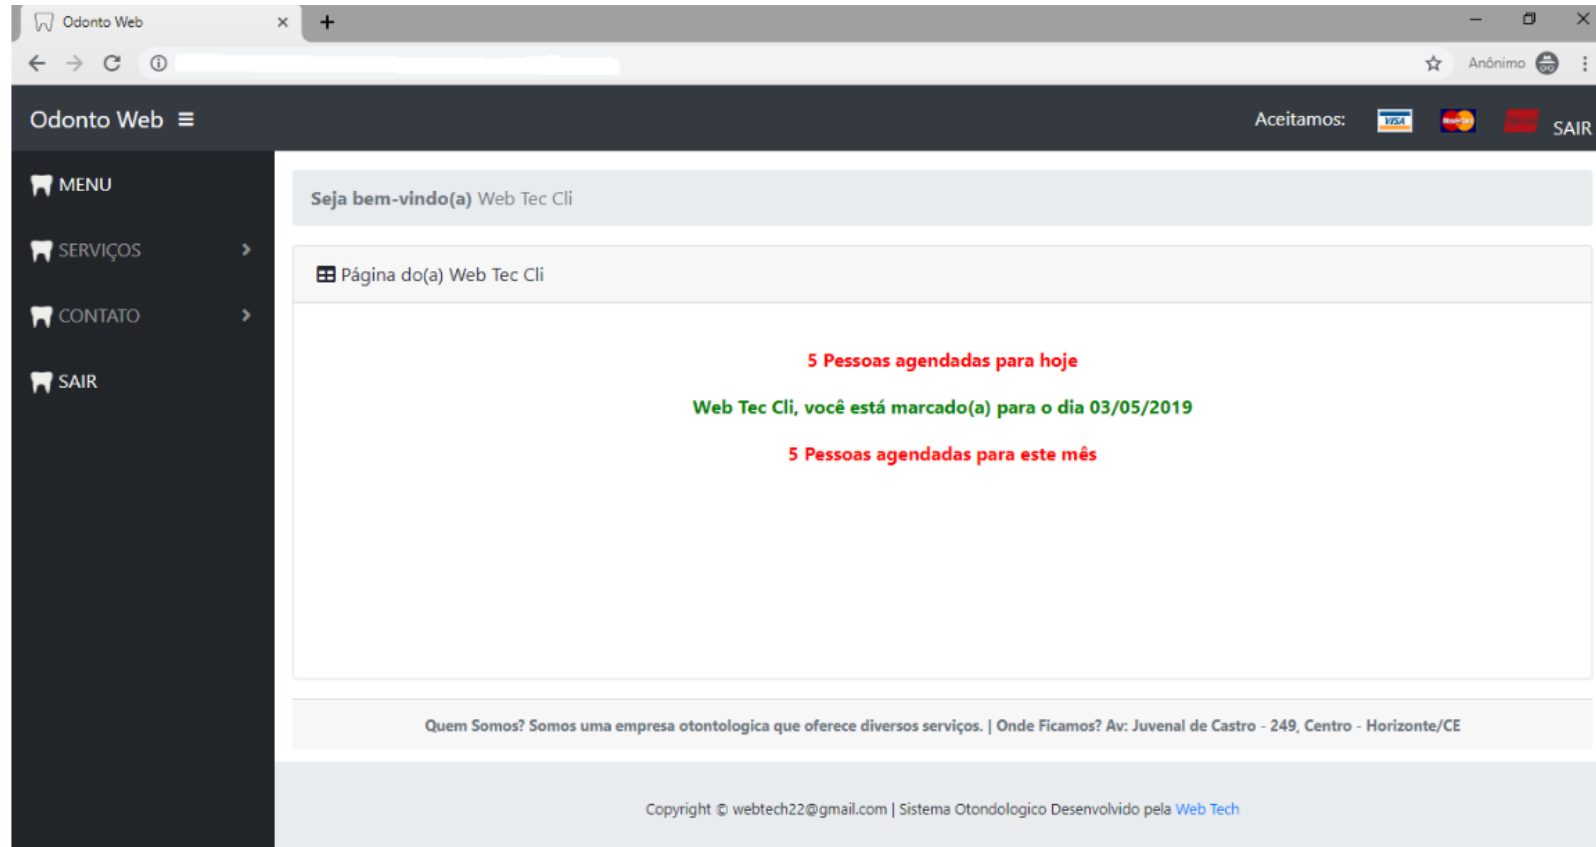 Odonto Web
Anônimo
Odonto Web
Aceitamos:
VISA
MasterCard
SAIR
MENU
SERVIÇOS
CONTATO
SAIR
Seja bem-vindo(a) Web Tec Cli
Página do(a) Web Tec Cli
5 Pessoas agendadas para hoje
Web Tec Cli, você está marcado(a) para o dia 03/05/2019
5 Pessoas agendadas para este mês
Quem Somos? Somos uma empresa otontologica que oferece diversos serviços. | Onde Ficamos? Av: Juvenal de Castro - 249, Centro - Horizonte/CE
Copyright © webtech22@gmail.com | Sistema Otondologico Desenvolvido pela Web Tech